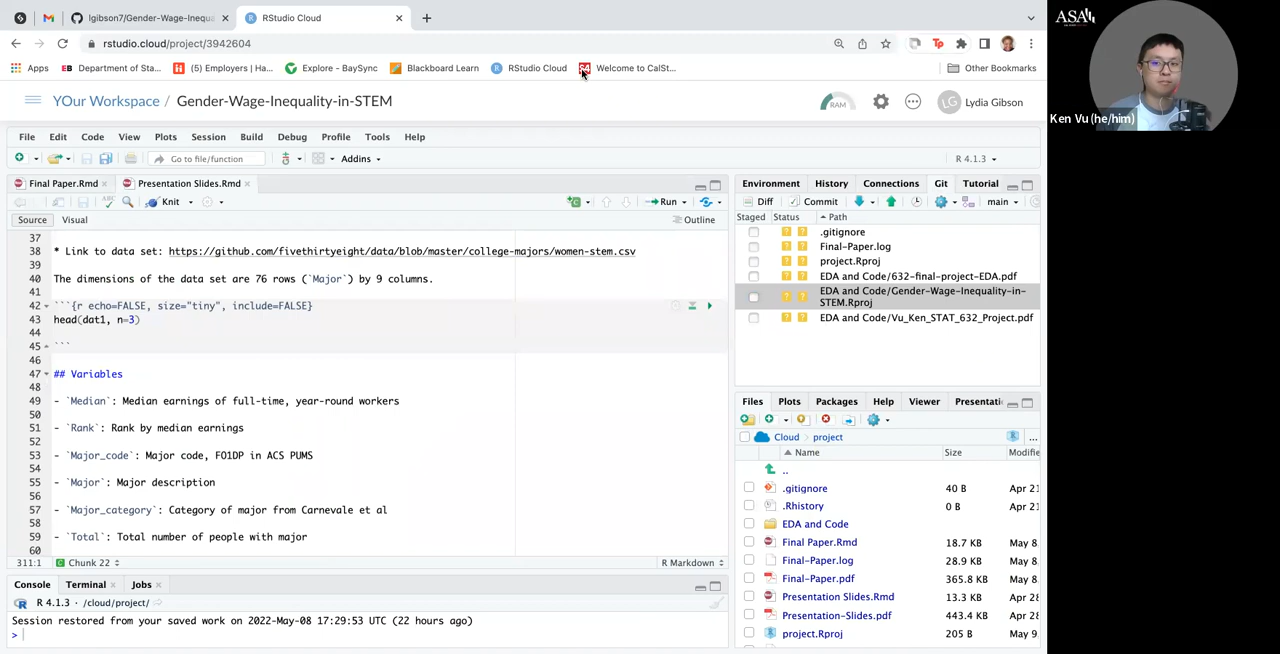 lgibson7/Gender-Wage-Inequa
RStudio Cloud
rstudio.cloud/project/3942604
Apps
EB Department of Sta...
(5) Employers | Ha...
Explore - BaySync
Blackboard Learn
RStudio Cloud
Welcome to CalSt...
Other Bookmarks
YOur Workspace / Gender-Wage-Inequality-in-STEM
RAM
LG Lydia Gibson
File Edit Code View Plots Session Build Debug Profile Tools Help
Go to file/function
Addins
R 4.1.3
Final Paper.Rmd
Presentation Slides.Rmd
Knit
Run
Source Visual
Outline
37
38 * Link to data set: https://github.com/fivethirtyeight/data/blob/master/college-majors/women-stem.csv
39
40 The dimensions of the data set are 76 rows (`Major`) by 9 columns.
41
42 ```{r echo=FALSE, size="tiny", include=FALSE}
43 head(dat1, n=3)
44
45 ```
46
47 ## Variables
48
49 - `Median`: Median earnings of full-time, year-round workers
50
51 - `Rank`: Rank by median earnings
52
53 - `Major_code`: Major code, FO1DP in ACS PUMS
54
55 - `Major`: Major description
56
57 - `Major_category`: Category of major from Carnevale et al
58
59 - `Total`: Total number of people with major
60
311:1 Chunk 22 R Markdown
Console Terminal Jobs
R 4.1.3 · /cloud/project/
Session restored from your saved work on 2022-May-08 17:29:53 UTC (22 hours ago)
>
Environment History Connections Git Tutorial
Diff Commit main
Staged Status Path
.gitignore
Final-Paper.log
project.Rproj
EDA and Code/632-final-project-EDA.pdf
EDA and Code/Gender-Wage-Inequality-in-
STEM.Rproj
EDA and Code/Vu_Ken_STAT_632_Project.pdf
Files Plots Packages Help Viewer Presentati
Cloud project ...
Name Size Modifie
..
.gitignore 40 B Apr 21
.Rhistory 0 B Apr 21
EDA and Code
Final Paper.Rmd 18.7 KB May 8
Final-Paper.log 28.9 KB May 8
Final-Paper.pdf 365.8 KB May 8
Presentation Slides.Rmd 13.3 KB Apr 28
Presentation-Slides.pdf 443.4 KB Apr 28
project.Rproj 205 B May 9
ASA
Ken Vu (he/him)